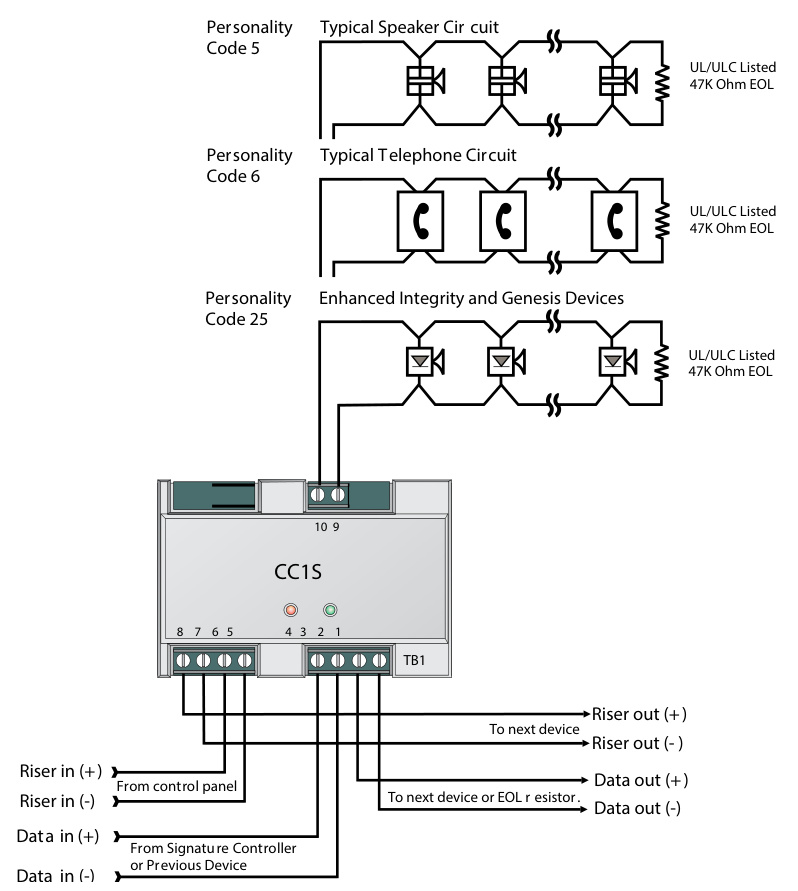 Personality Typical Speaker Cir cuit
Code 5
UL/ULC Listed
47K Ohm EOL
Personality Typical Telephone Circuit
Code 6
UL/ULC Listed
47K Ohm EOL
Personality Enhanced Integrity and Genesis Devices
Code 25
UL/ULC Listed
47K Ohm EOL
10 9
CC1S
8 7 6 5 4 3 2 1
TB1
Riser out (+)
To next device
Riser out (-)
Riser in (+)
From control panel
Riser in (-)
Data out (+)
To next device or EOL r esistor.
Data out (-)
Data in (+)
From Signature Controller
or Previous Device
Data in (-)